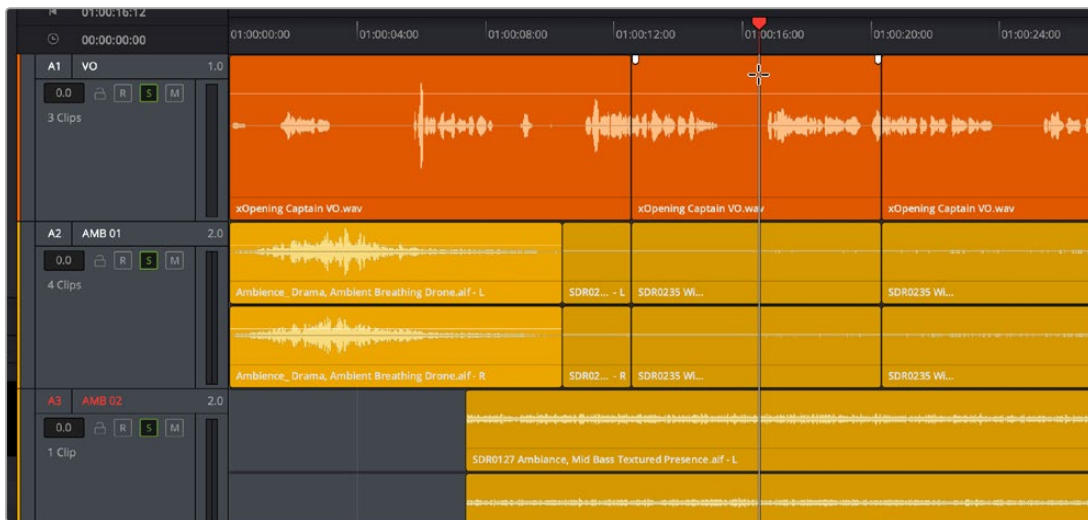 01:00:16:12
00:00:00:00
01:00:00:00 01:00:04:00 01:00:08:00 01:00:12:00 01:00:16:00 01:00:20:00 01:00:24:00
A1 VO 1.0
0.0 R S M
3 Clips
xOpening Captain VO.wav xOpening Captain VO.wav xOpening Captain VO.wav
A2 AMB 01 2.0
0.0 R S M
4 Clips
Ambience_ Drama, Ambient Breathing Drone.aif - L SDR02... - L SDR0235 Wi... SDR0235 Wi...
Ambience_ Drama, Ambient Breathing Drone.aif - R SDR02... - R SDR0235 Wi... SDR0235 Wi...
A3 AMB 02 2.0
0.0 R S M
1 Clip
SDR0127 Ambiance, Mid Bass Textured Presence.aif - L